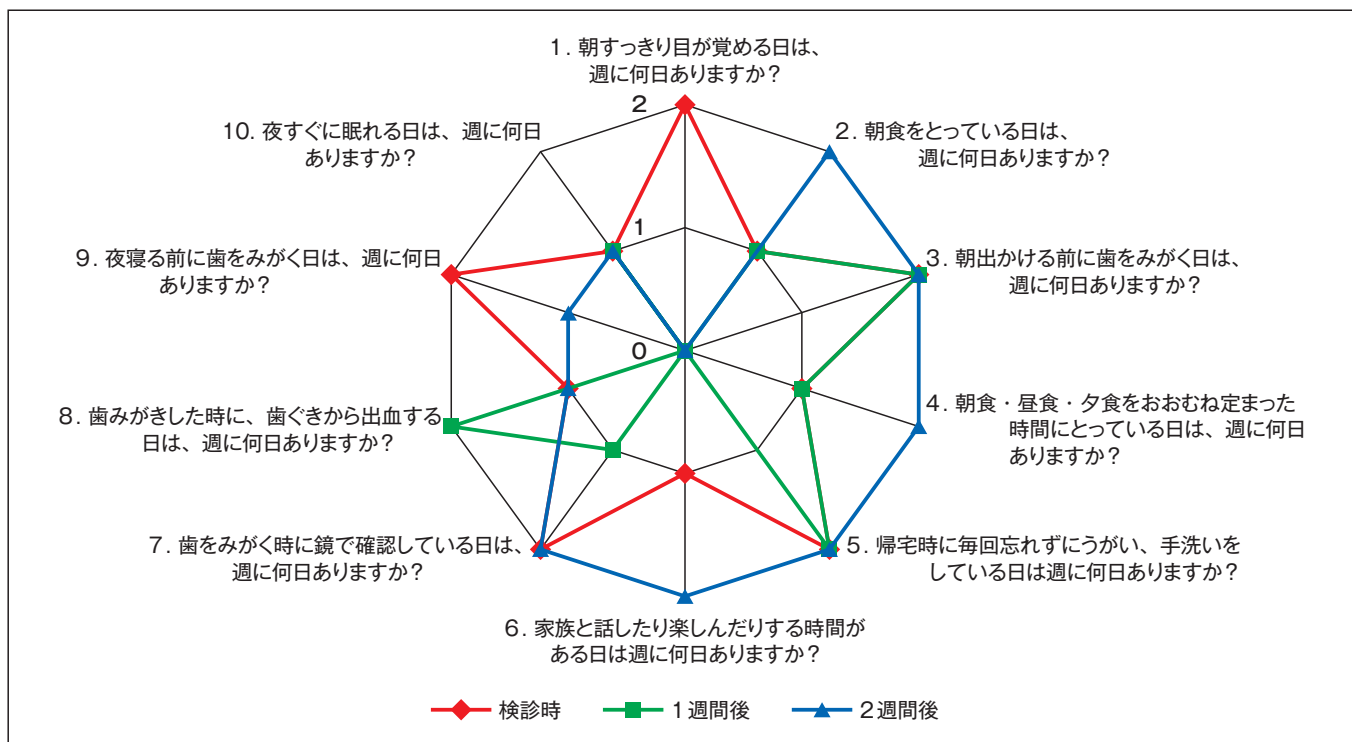 1．朝すっきり目が覚める日は、
週に何日ありますか？
2
10．夜すぐに眠れる日は、週に何日
ありますか？
2．朝食をとっている日は、
週に何日ありますか？
1
9．夜寝る前に歯をみがく日は、週に何日
ありますか？
3．朝出かける前に歯をみがく日は、
週に何日ありますか？
0
8．歯みがきした時に、歯ぐきから出血する
日は、週に何日ありますか？
4．朝食・昼食・夕食をおおむね定まった
時間にとっている日は、週に何日
ありますか？
7．歯をみがく時に鏡で確認している日は、
週に何日ありますか？
5．帰宅時に毎回忘れずにうがい、手洗いを
している日は週に何日ありますか？
6．家族と話したり楽しんだりする時間が
ある日は週に何日ありますか？
検診時 1週間後 2週間後